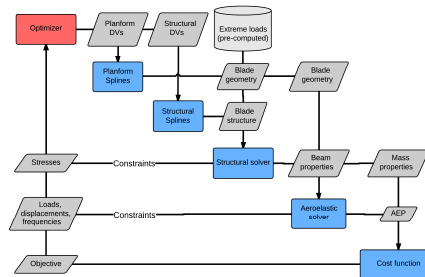 Optimizer
Planform
DVs
Structural
DVs
Extreme loads
(pre-computed)
Planform
Splines
Blade
geometry
Blade
geometry
Structural
Splines
Blade
structure
Stresses
Constraints
Structural solver
Beam
properties
Mass
properties
Loads,
displacements,
frequencies
Constraints
Aeroelastic
solver
AEP
Objective
Cost function